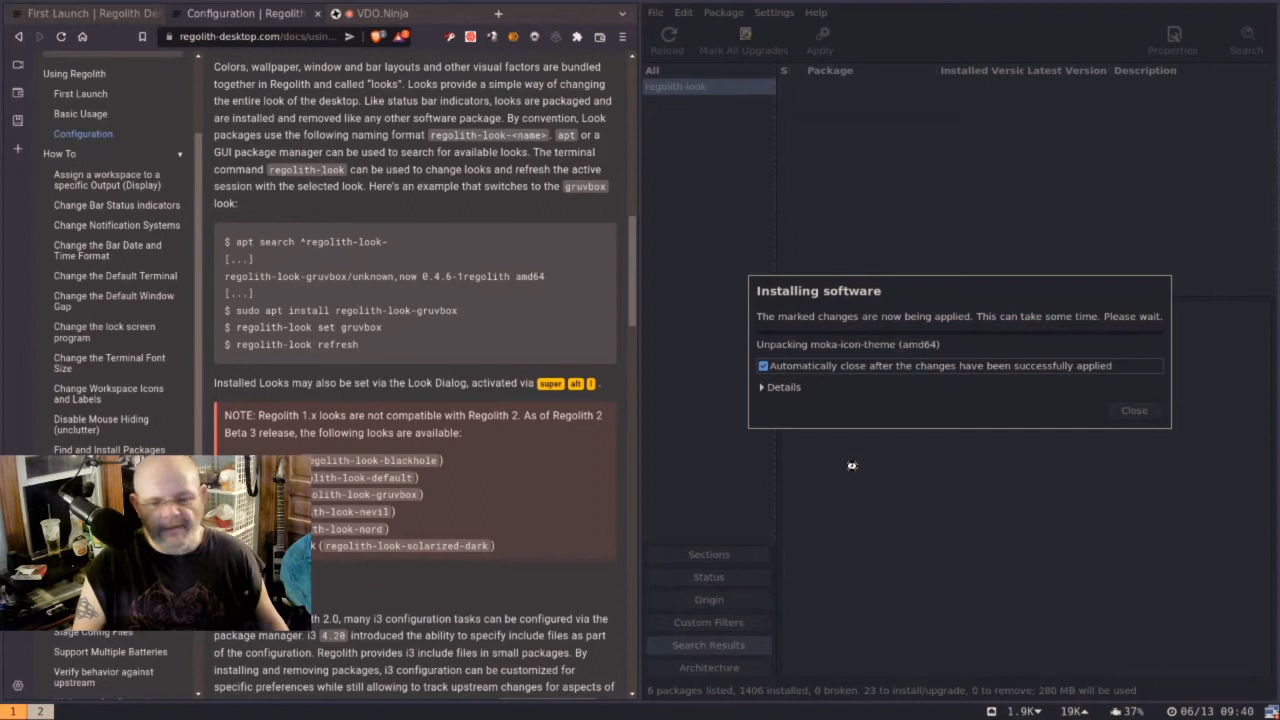 First Launch | Regolith De
Configuration | Regolith
VDO.Ninja
regolith-desktop.com/docs/usin...
Using Regolith
First Launch
Basic Usage
Configuration
How To
Assign a workspace to a
specific Output (Display)
Change Bar Status indicators
Change Notification Systems
Change the Bar Date and
Time Format
Change the Default Terminal
Change the Default Window
Gap
Change the lock screen
program
Change the Terminal Font
Size
Change Workspace Icons
and Labels
Disable Mouse Hiding
(unclutter)
Find and Install Packages
Stage Config Files
Support Multiple Batteries
Verify behavior against
upstream
Colors, wallpaper, window and bar layouts and other visual factors are bundled
together in Regolith and called "looks". Looks provide a simple way of changing
the entire look of the desktop. Like status bar indicators, looks are packaged and
are installed and removed like any other software package. By convention, Look
packages use the following naming format regolith-look-<name>. apt or a
GUI package manager can be used to search for available looks. The terminal
command regolith-look can be used to change looks and refresh the active
session with the selected look. Here's an example that switches to the gruvbox
look:
$ apt search ^regolith-look-
[...]
regolith-look-gruvbox/unknown,now 0.4.6-1regolith amd64
[...]
$ sudo apt install regolith-look-gruvbox
$ regolith-look set gruvbox
$ regolith-look refresh
Installed Looks may also be set via the Look Dialog, activated via super alt l .
NOTE: Regolith 1.x looks are not compatible with Regolith 2. As of Regolith 2
Beta 3 release, the following looks are available:
egolith-look-blackhole)
olith-look-default)
olith-look-gruvbox)
lith-look-nevil)
ith-look-nord)
k (regolith-look-solarized-dark)
th 2.0, many i3 configuration tasks can be configured via the
package manager. i3 4.20 introduced the ability to specify include files as part
of the configuration. Regolith provides i3 include files in small packages. By
installing and removing packages, i3 configuration can be customized for
specific preferences while still allowing to track upstream changes for aspects of
File Edit Package Settings Help
Reload Mark All Upgrades Apply Properties Search
All
regolith-look
S Package Installed Versic Latest Version Description
Installing software
The marked changes are now being applied. This can take some time. Please wait.
Unpacking moka-icon-theme (amd64)
Automatically close after the changes have been successfully applied
Details
Close
Sections
Status
Origin
Custom Filters
Search Results
Architecture
6 packages listed, 1406 installed, 0 broken. 23 to install/upgrade, 0 to remove; 280 MB will be used
1 2
1.9K 19K 37% 06/13 09:40